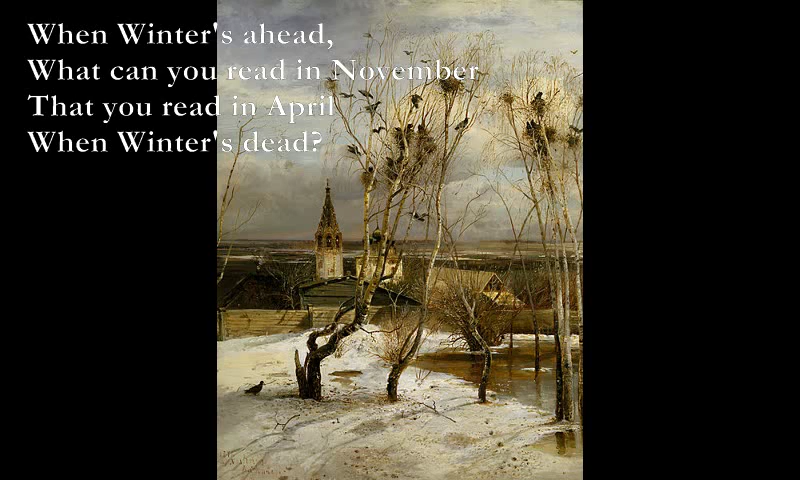 When Winter's ahead,
What can you read in November
That you read in April
When Winter's dead?